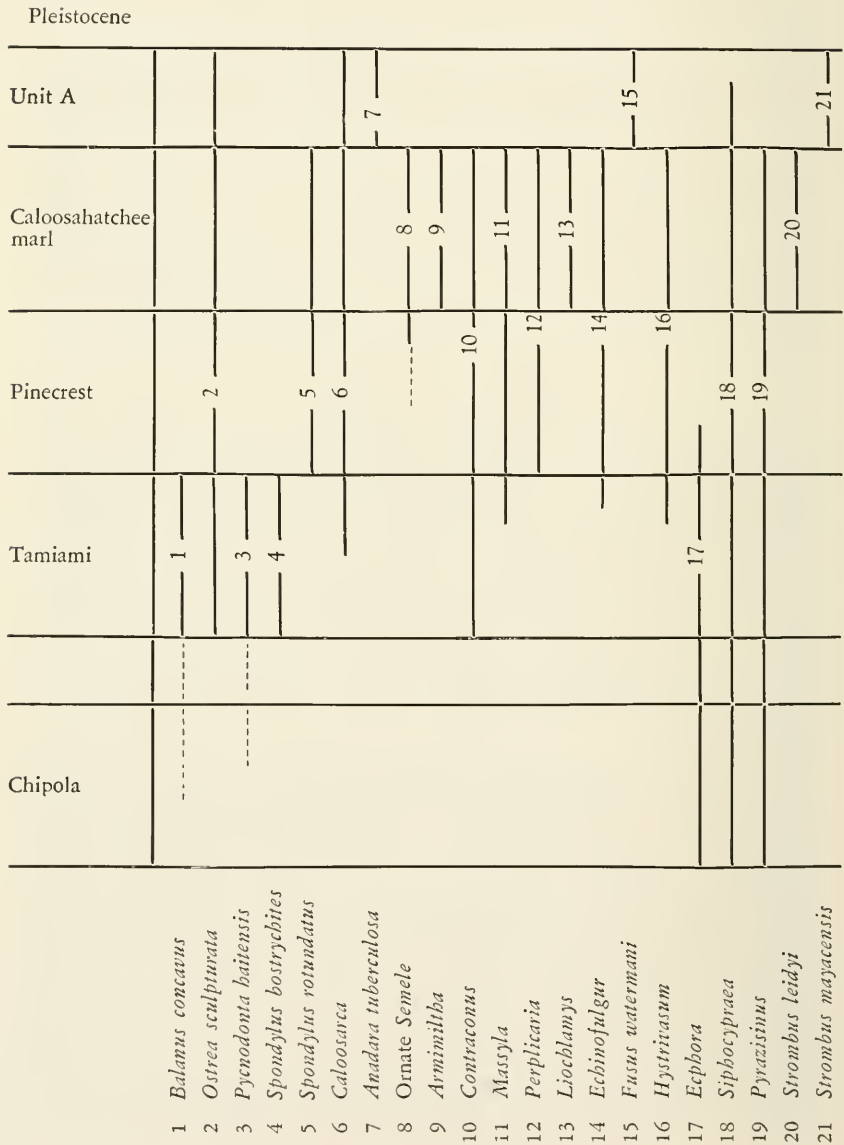 Pleistocene
Unit A
7
15
21
Caloosahatchee
marl
8
9
11
13
20
12
14
16
10
Pinecrest
2
5
6
18
19
Tamiami
1
3
4
17
Chipola
1 Balanus concavus
2 Ostrea sculpturata
3 Pycnodonta haitensis
4 Spondylus bostrychites
5 Spondylus rotundatus
6 Caloosarca
7 Anadara tuberculosa
8 Ornate Semele
9 Armimiltha
10 Contraconus
11 Massyla
12 Perplicaria
13 Liochlamys
14 Echinofulgur
15 Fusus watermani
16 Hystrivasum
17 Ecphora
18 Siphocypraea
19 Pyrazisinus
20 Strombus leidyi
21 Strombus mayacensis